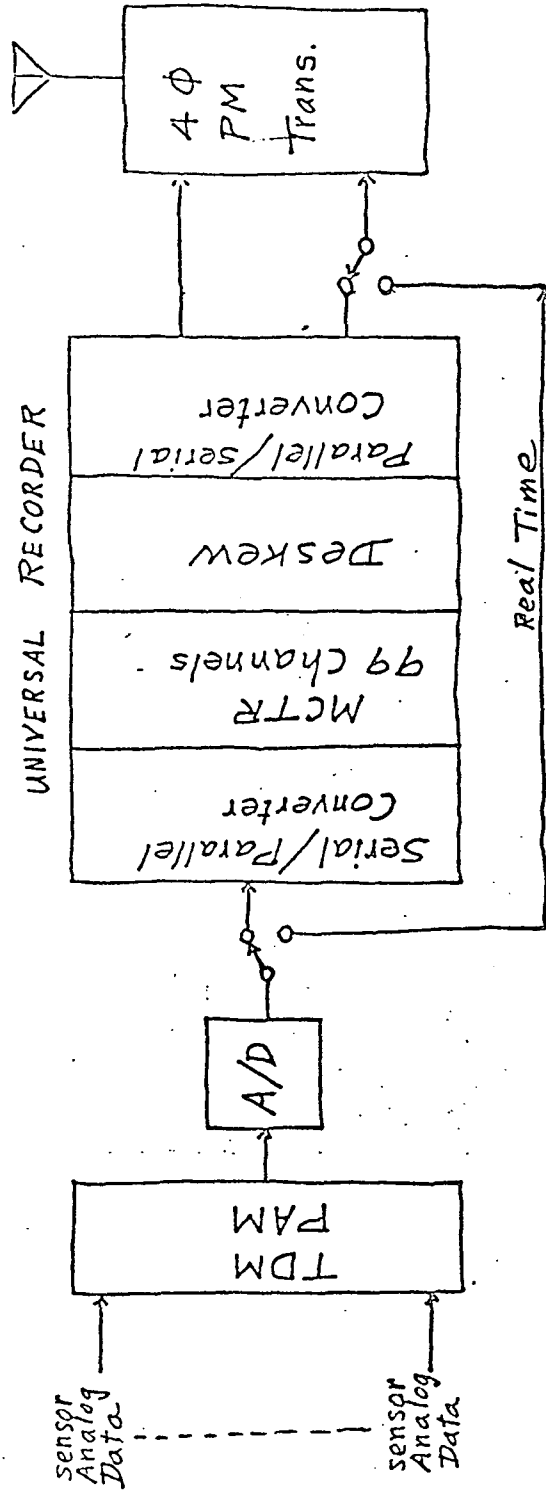 UNIVERSAL RECORDER
sensor
Analog
Data
sensor
Analog
Data
TDM
PAM
A/D
Serial/Parallel
Converter
MCTR
99 Channels
Deskew
Parallel/serial
Converter
4 Φ
PM
Trans.
Real Time